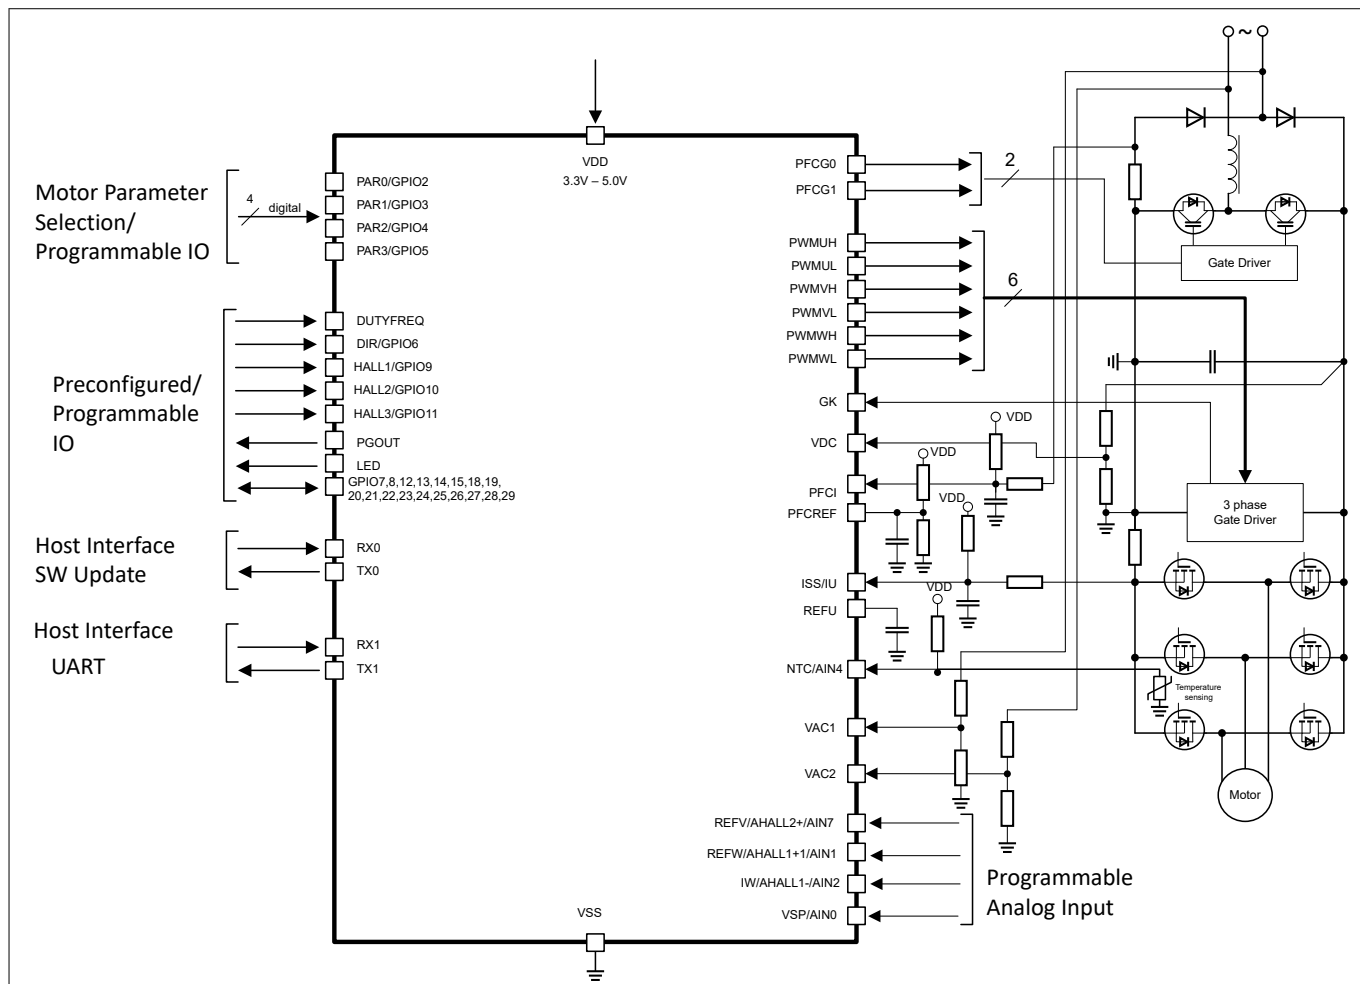 ~
VDD
3.3V – 5.0V
Motor Parameter
Selection/
Programmable IO
4
digital
PAR0/GPIO2
PAR1/GPIO3
PAR2/GPIO4
PAR3/GPIO5
Preconfigured/
Programmable
IO
DUTYFREQ
DIR/GPIO6
HALL1/GPIO9
HALL2/GPIO10
HALL3/GPIO11
PGOUT
LED
GPIO7,8,12,13,14,15,18,19,
20,21,22,23,24,25,26,27,28,29
Host Interface
SW Update
RX0
TX0
Host Interface
UART
RX1
TX1
VSS
PFCG0
PFCG1
2
PWMUH
PWMUL
PWMVH
PWMVL
PWMWH
PWMWL
6
GK
VDC
PFCI
PFCREF
ISS/IU
REFU
NTC/AIN4
VAC1
VAC2
REFV/AHALL2+/AIN7
REFW/AHALL1+1/AIN1
IW/AHALL1-/AIN2
VSP/AIN0
VDD
VDD
VDD
VDD
Gate Driver
3 phase
Gate Driver
Temperature
sensing
Motor
Programmable
Analog Input